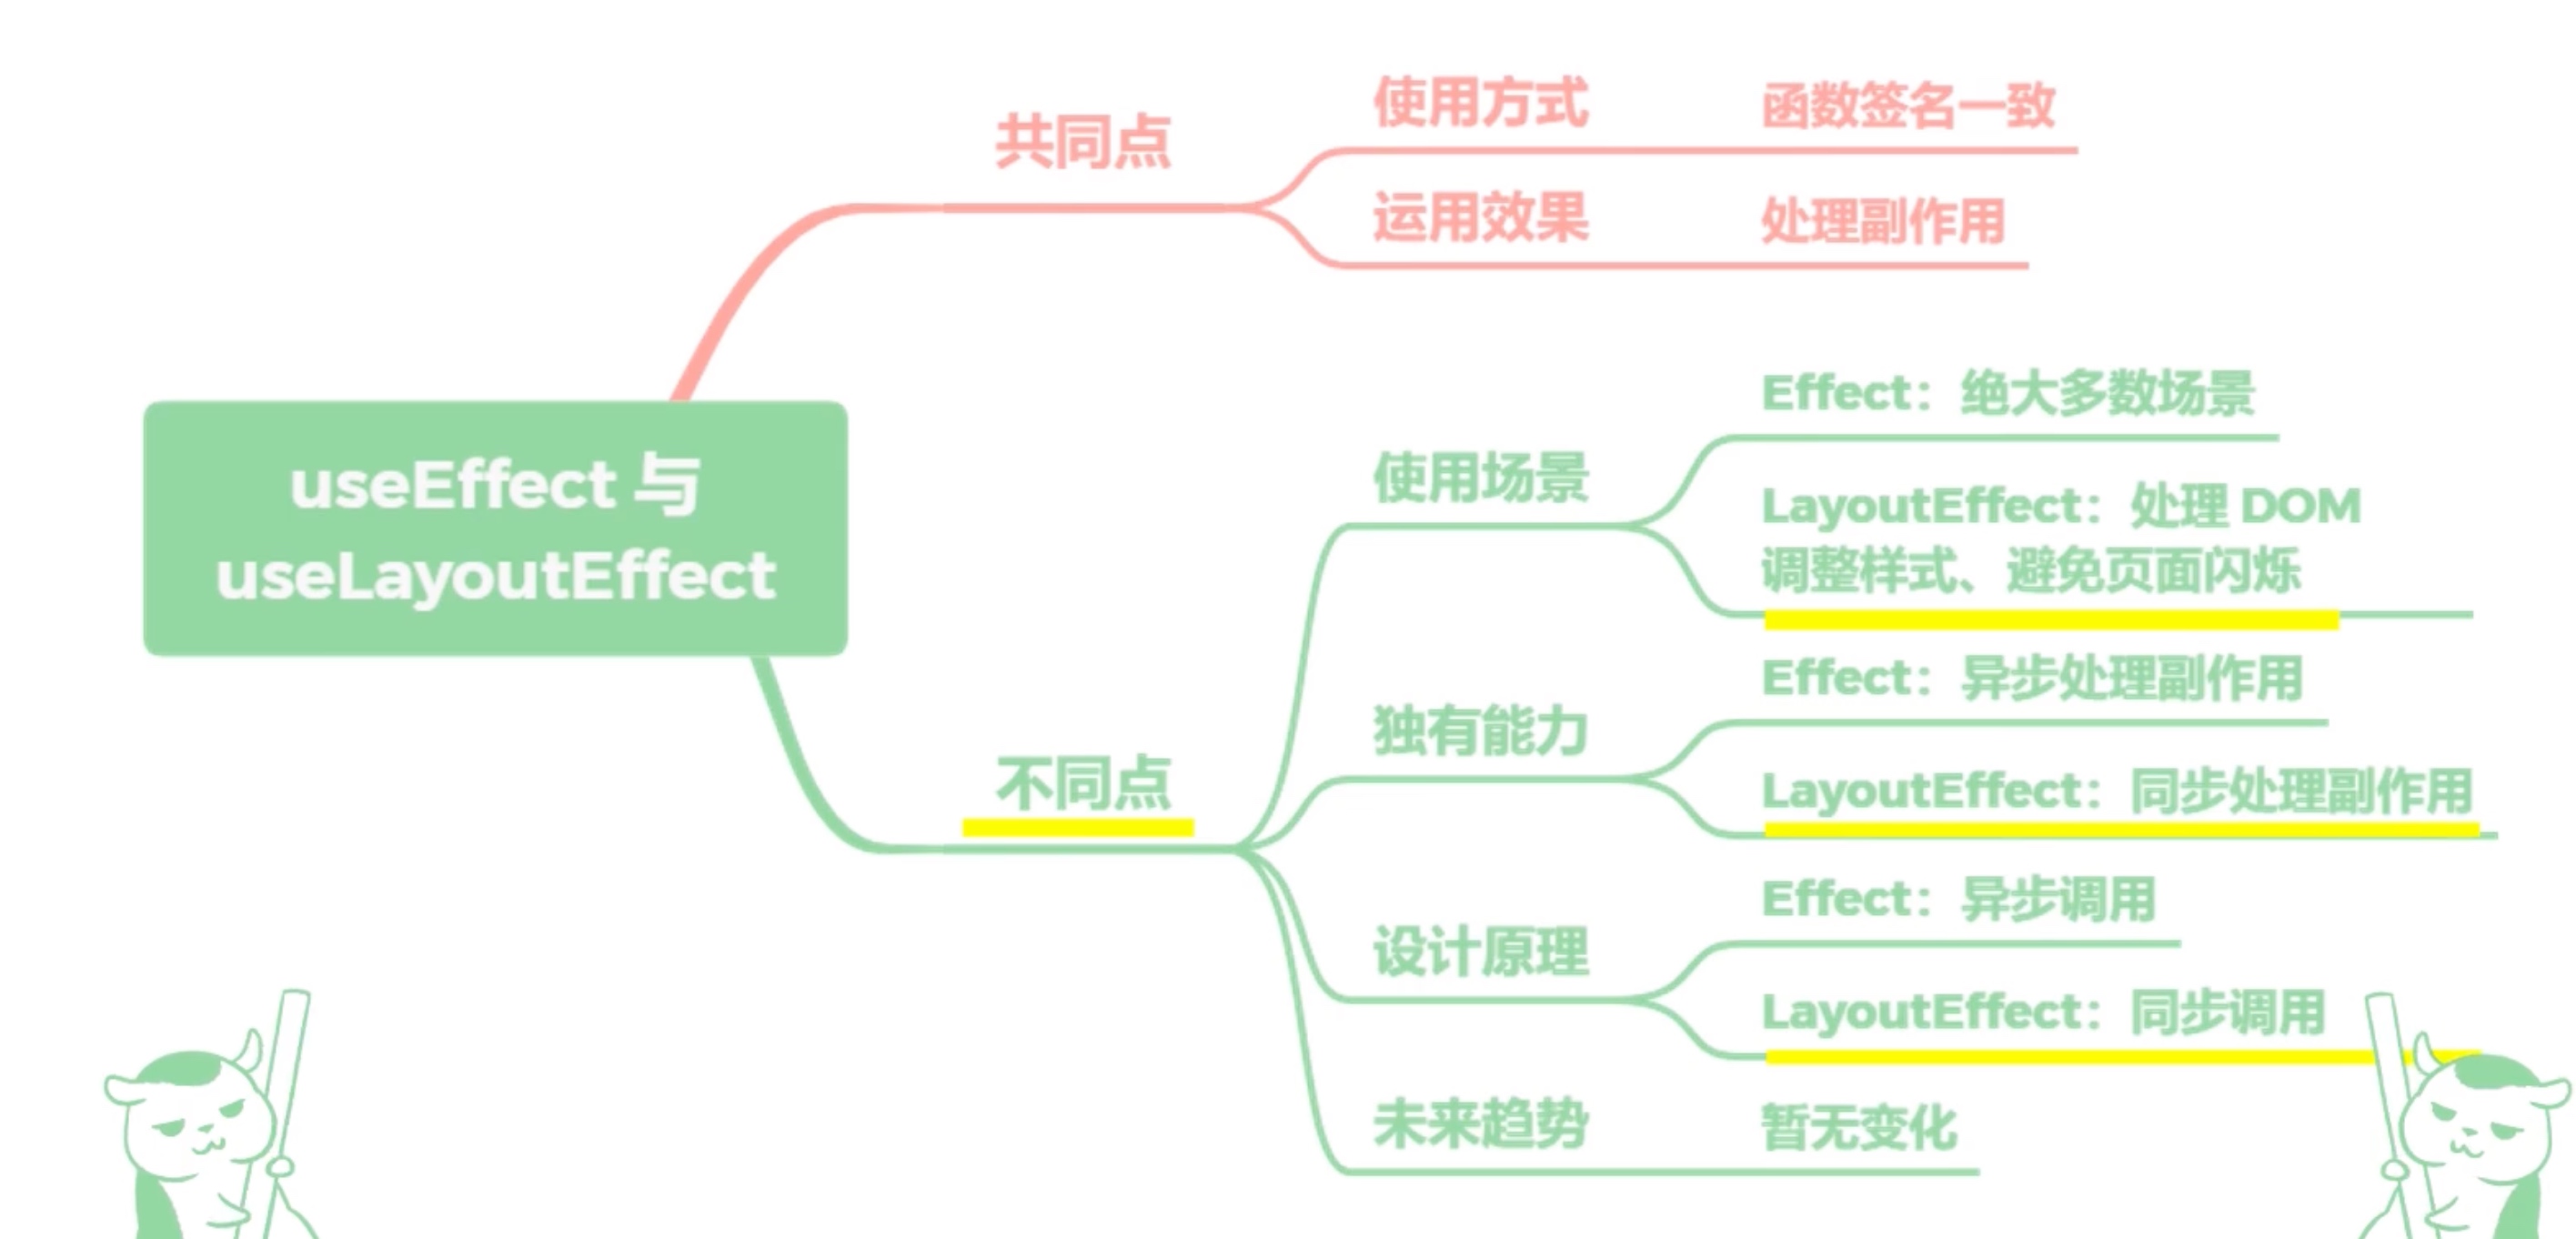 共同点
使用方式
函数签名一致
运用效果
处理副作用
useEffect 与
useLayoutEffect
不同点
使用场景
Effect：绝大多数场景
LayoutEffect：处理 DOM
调整样式、避免页面闪烁
独有能力
Effect：异步处理副作用
LayoutEffect：同步处理副作用
设计原理
Effect：异步调用
LayoutEffect：同步调用
未来趋势
暂无变化